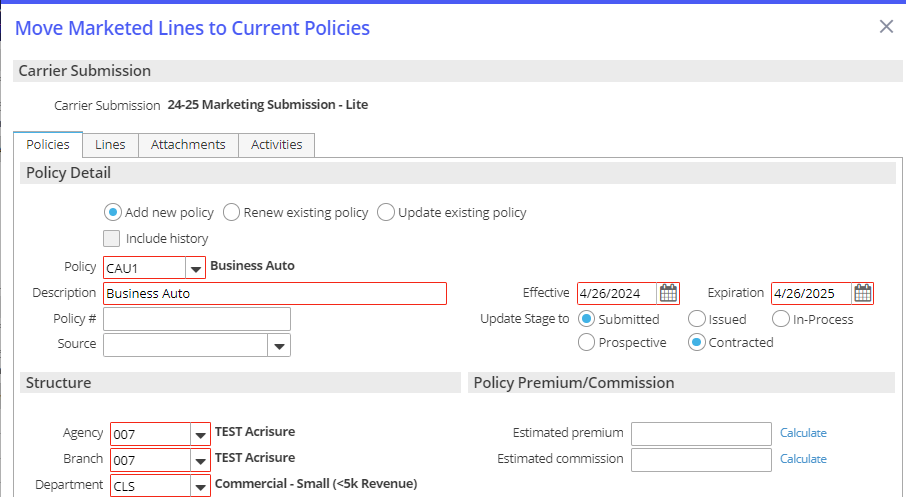 Move Marketed Lines to Current Policies
Carrier Submission
Carrier Submission 24-25 Marketing Submission - Lite
Policies Lines Attachments Activities
Policy Detail
Add new policy Renew existing policy Update existing policy
Include history
Policy CAU1 Business Auto
Description Business Auto Effective 4/26/2024 Expiration 4/26/2025
Policy # Update Stage to Submitted Issued In-Process
Source Prospective Contracted
Structure Policy Premium/Commission
Agency 007 TEST Acrisure Estimated premium Calculate
Branch 007 TEST Acrisure Estimated commission Calculate
Department CLS Commercial - Small (<5k Revenue)